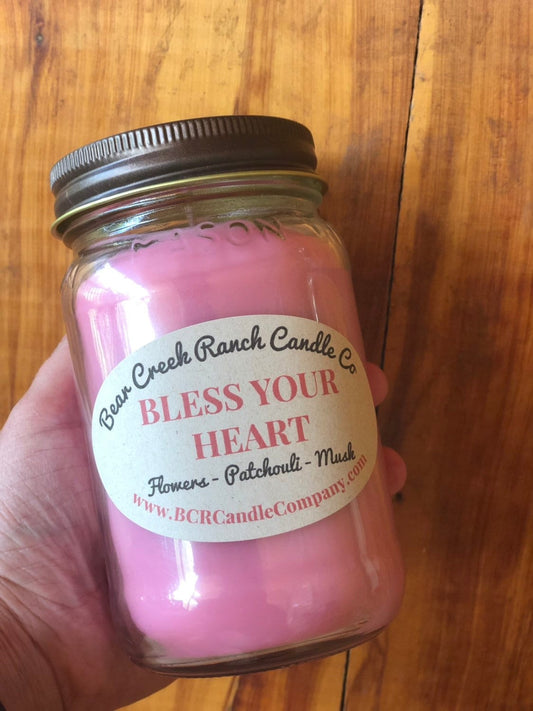 MASON
Bear Creek Ranch Candle Co
BLESS YOUR
HEART
Flowers - Patchouli - Musk
www.BCRCandleCompany.com